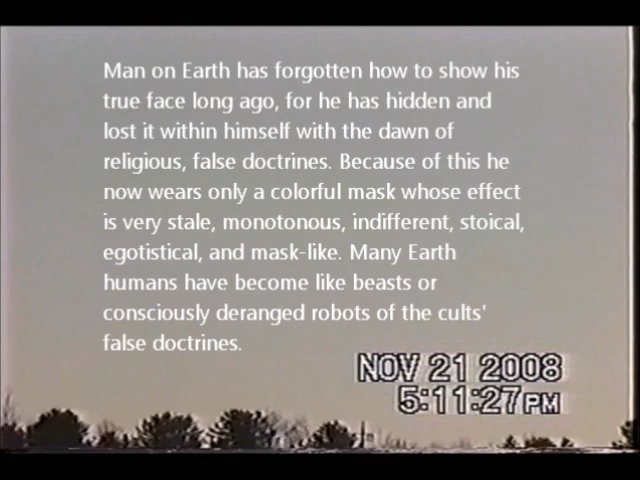 Man on Earth has forgotten how to show his
true face long ago, for he has hidden and
lost it within himself with the dawn of
religious, false doctrines. Because of this he
now wears only a colorful mask whose effect
is very stale, monotonous, indifferent, stoical,
egotistical, and mask-like. Many Earth
humans have become like beasts or
consciously deranged robots of the cults'
false doctrines.
NOV 21 2008
5:11:27PM